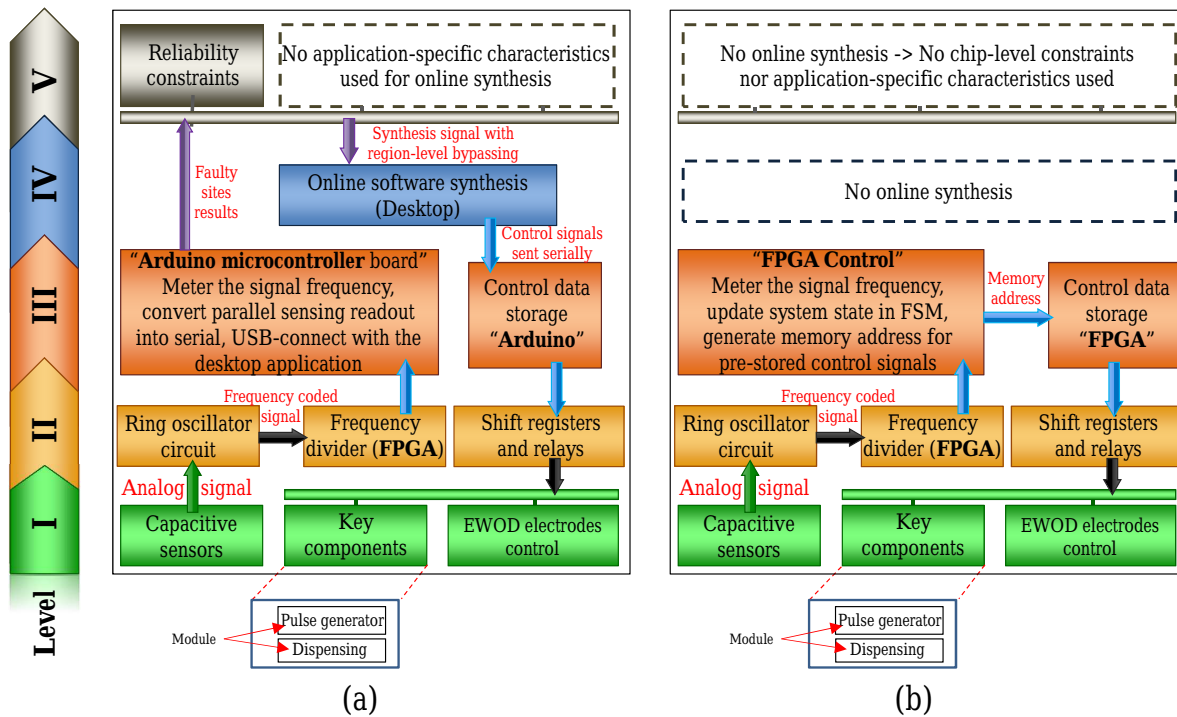 V
IV
III
II
I
Level
Reliability
constraints
No application-specific characteristics
used for online synthesis
Synthesis signal with
region-level bypassing
Faulty
sites
results
Online software synthesis
(Desktop)
Control signals
sent serially
“Arduino microcontroller board”
Meter the signal frequency,
convert parallel sensing readout
into serial, USB-connect with the
desktop application
Control data
storage
“Arduino”
Frequency coded
signal
Ring oscillator
circuit
Frequency
divider (FPGA)
Shift registers
and relays
Analog signal
Capacitive
sensors
Key
components
EWOD electrodes
control
Module
Pulse generator
Dispensing
(a)
No online synthesis -> No chip-level constraints
nor application-specific characteristics used
No online synthesis
“FPGA Control”
Meter the signal frequency,
update system state in FSM,
generate memory address for
pre-stored control signals
Memory
address
Control data
storage
“FPGA”
Frequency coded
signal
Ring oscillator
circuit
Frequency
divider (FPGA)
Shift registers
and relays
Analog signal
Capacitive
sensors
Key
components
EWOD electrodes
control
Module
Pulse generator
Dispensing
(b)